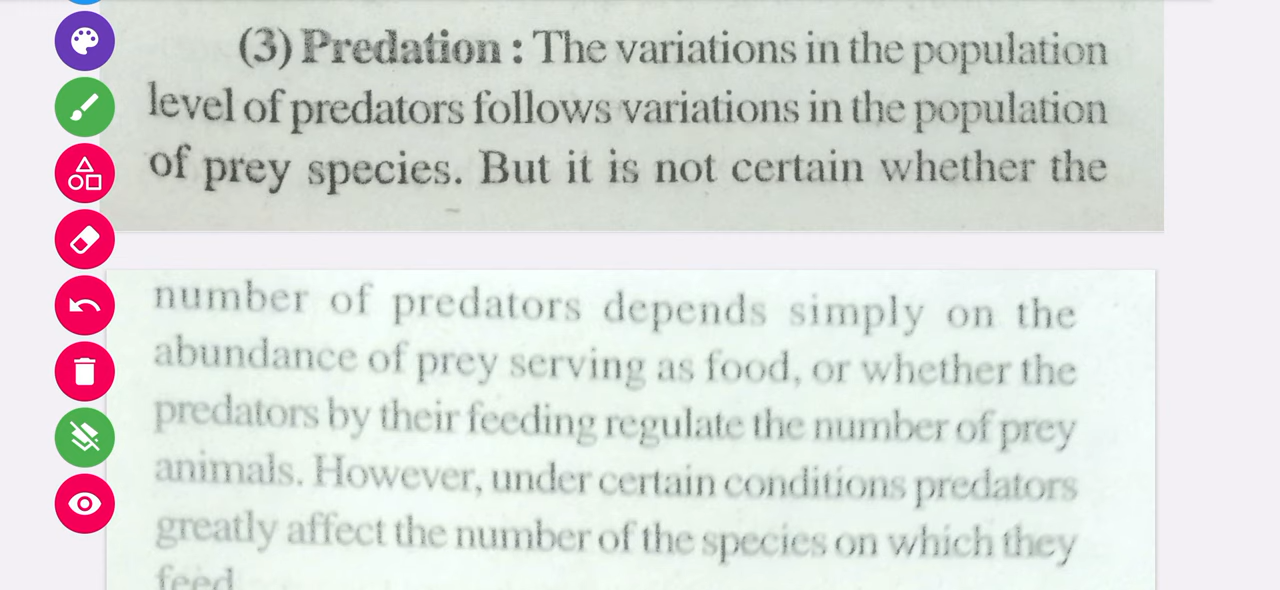 (3) Predation : The variations in the population
level of predators follows variations in the population
of prey species. But it is not certain whether the
number of predators depends simply on the
abundance of prey serving as food, or whether the
predators by their feeding regulate the number of prey
animals. However, under certain conditions predators
greatly affect the number of the species on which they
feed